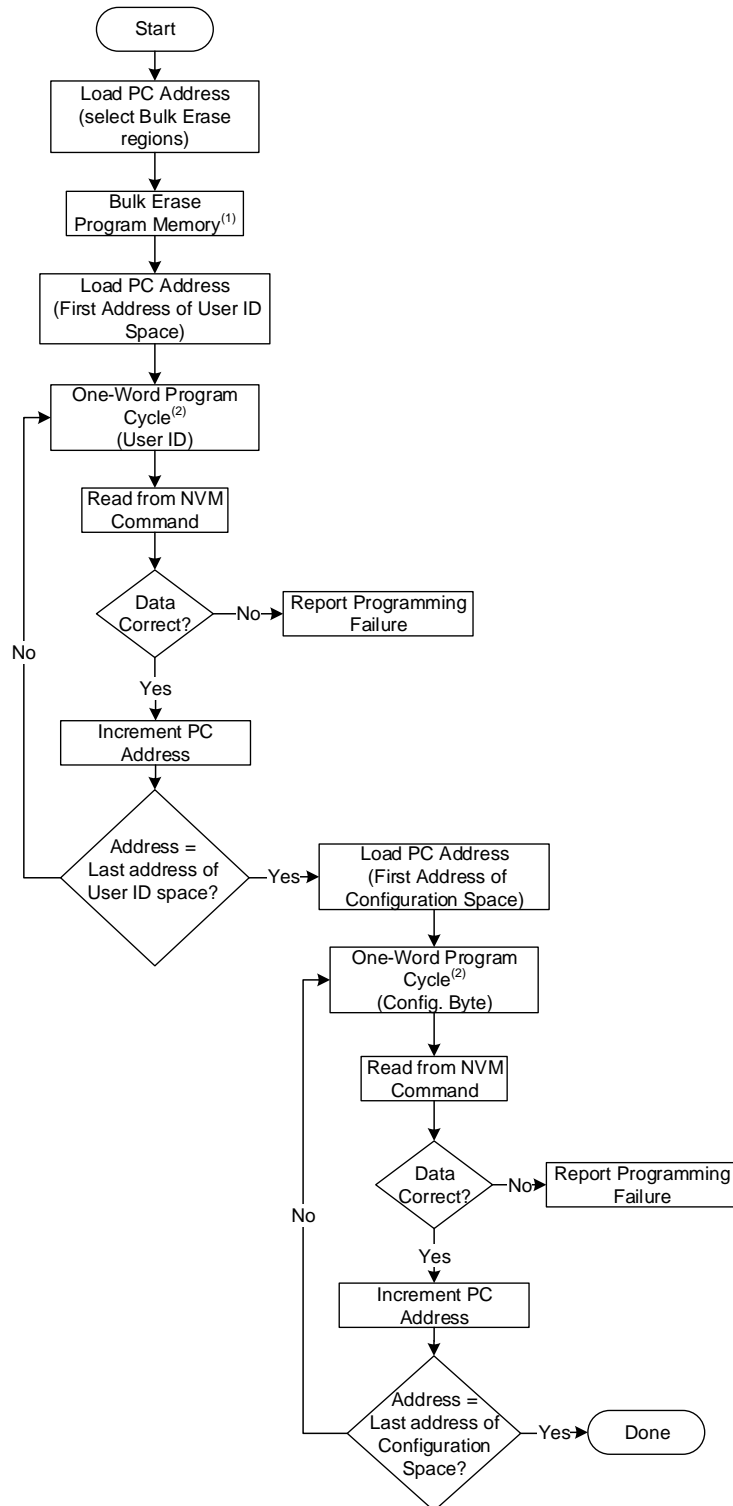 Start
Load PC Address
(select Bulk Erase
regions)
Bulk Erase
Program Memory(1)
Load PC Address
(First Address of User ID
Space)
One-Word Program
Cycle(2)
(User ID)
Read from NVM
Command
Data
Correct?
No
Report Programming
Failure
No
Yes
Increment PC
Address
Address =
Last address of
User ID space?
Yes
Load PC Address
(First Address of
Configuration Space)
One-Word Program
Cycle(2)
(Config. Byte)
Read from NVM
Command
Data
Correct?
No
Report Programming
Failure
No
Yes
Increment PC
Address
Address =
Last address of
Configuration
Space?
Yes
Done